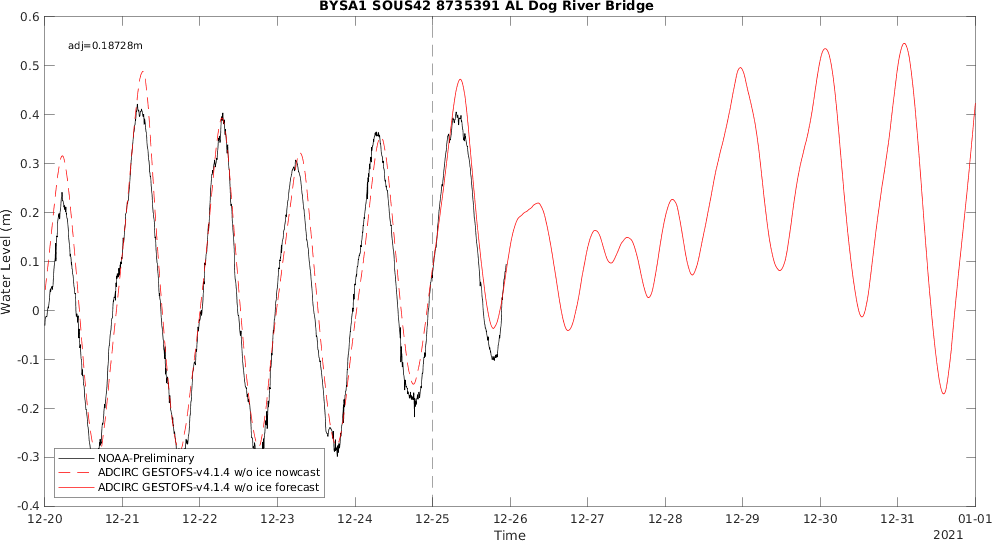 BYSA1 SOUS42 8735391 AL Dog River Bridge
adj=0.18728m
Water Level (m)
0.6
0.5
0.4
0.3
0.2
0.1
0
-0.1
-0.2
-0.3
-0.4
NOAA-Preliminary
ADCIRC GESTOFS-v4.1.4 w/o ice nowcast
ADCIRC GESTOFS-v4.1.4 w/o ice forecast
12-20 12-21 12-22 12-23 12-24 12-25 12-26 12-27 12-28 12-29 12-30 12-31 01-01
Time
2021